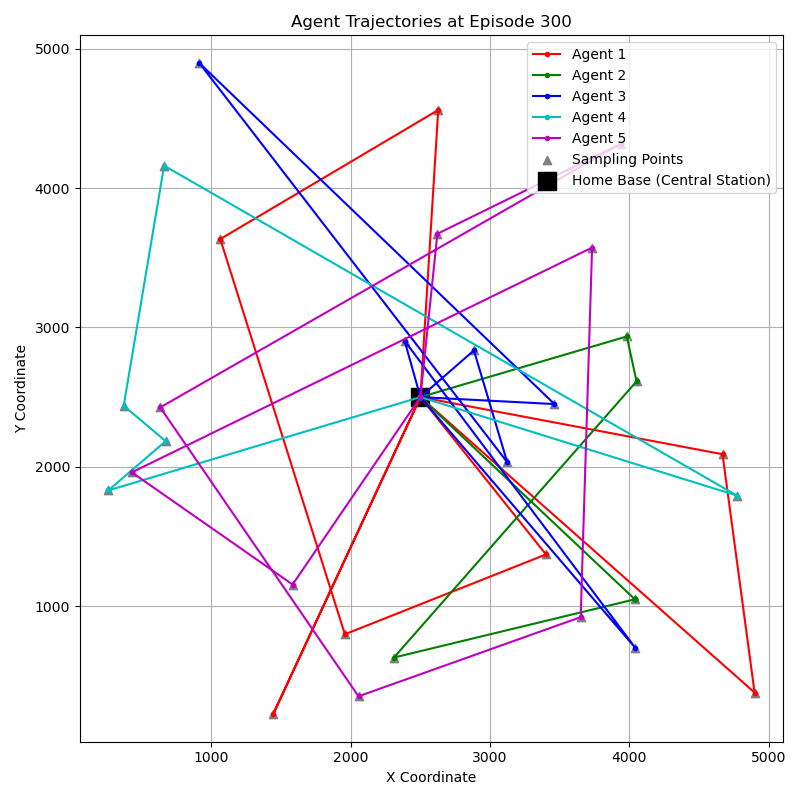 Agent Trajectories at Episode 300
5000
4000
3000
2000
1000
Y Coordinate
Agent 1
Agent 2
Agent 3
Agent 4
Agent 5
Sampling Points
Home Base (Central Station)
1000 2000 3000 4000 5000
X Coordinate